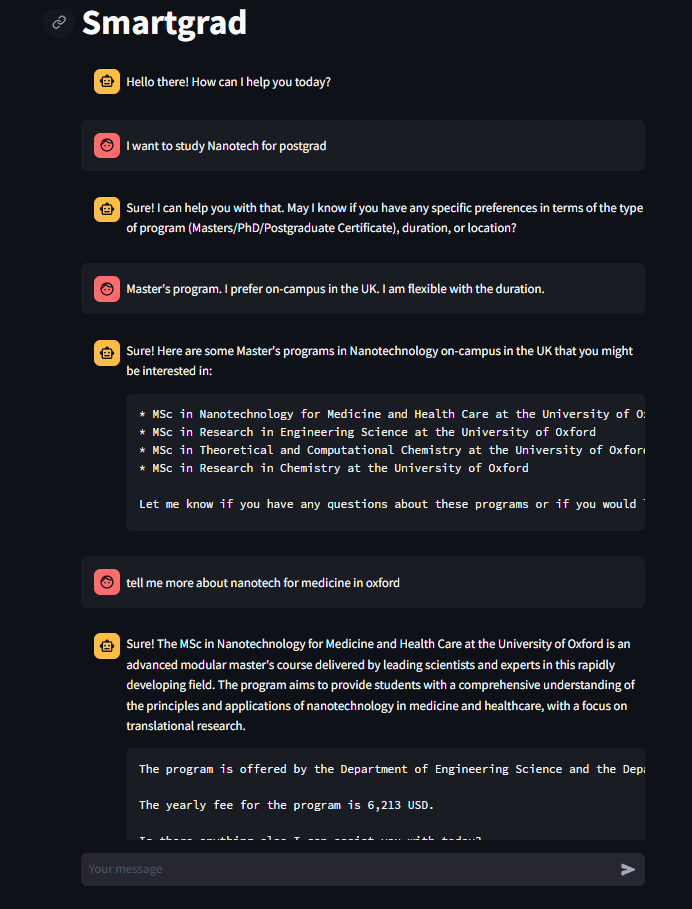 Smartgrad
Hello there! How can I help you today?
I want to study Nanotech for postgrad
Sure! I can help you with that. May I know if you have any specific preferences in terms of the type
of program (Masters/PhD/Postgraduate Certificate), duration, or location?
Master's program. I prefer on-campus in the UK. I am flexible with the duration.
Sure! Here are some Master's programs in Nanotechnology on-campus in the UK that you might
be interested in:
* MSc in Nanotechnology for Medicine and Health Care at the University of
* MSc in Research in Engineering Science at the University of Oxford
* MSc in Theoretical and Computational Chemistry at the University of Oxford
* MSc in Research in Chemistry at the University of Oxford
Let me know if you have any questions about these programs or if you would
tell me more about nanotech for medicine in oxford
Sure! The MSc in Nanotechnology for Medicine and Health Care at the University of Oxford is an
advanced modular master's course delivered by leading scientists and experts in this rapidly
developing field. The program aims to provide students with a comprehensive understanding of
the principles and applications of nanotechnology in medicine and healthcare, with a focus on
translational research.
The program is offered by the Department of Engineering Science and the
The yearly fee for the program is 6,213 USD.
Is there anything else I can assist you with today?
Your message